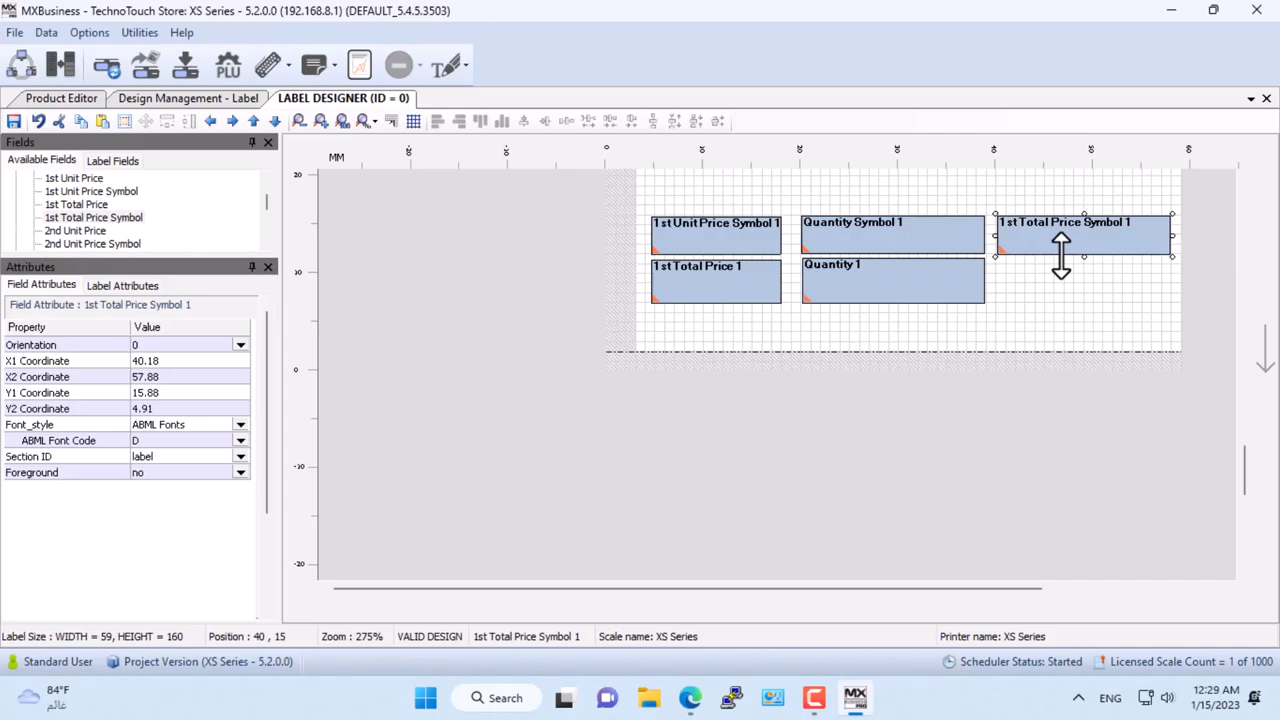 MXBusiness - TechnoTouch Store: XS Series - 5.2.0.0 (192.168.8.1) (DEFAULT_5.4.5.3503)
File Data Options Utilities Help
PLU
Product Editor Design Management - Label LABEL DESIGNER (ID = 0)
Fields
Available Fields Label Fields
1st Unit Price
1st Unit Price Symbol
1st Total Price
1st Total Price Symbol
2nd Unit Price
2nd Unit Price Symbol
Attributes
Field Attributes Label Attributes
Field Attribute : 1st Total Price Symbol 1
Property Value
Orientation 0
X1 Coordinate 40.18
X2 Coordinate 57.88
Y1 Coordinate 15.88
Y2 Coordinate 4.91
Font_style ABML Fonts
ABML Font Code D
Section ID label
Foreground no
MM
0
20
10
0
-10
-20
1st Unit Price Symbol 1 Quantity Symbol 1 1st Total Price Symbol 1
1st Total Price 1 Quantity 1
Label Size : WIDTH = 59, HEIGHT = 160 Position : 40 , 15 Zoom : 275% VALID DESIGN 1st Total Price Symbol 1 Scale name: XS Series Printer name: XS Series
Standard User Project Version (XS Series - 5.2.0.0) Scheduler Status: Started Licensed Scale Count = 1 of 1000
84°F
غائم
Search
MX
PRO
ENG
12:29 AM
1/15/2023